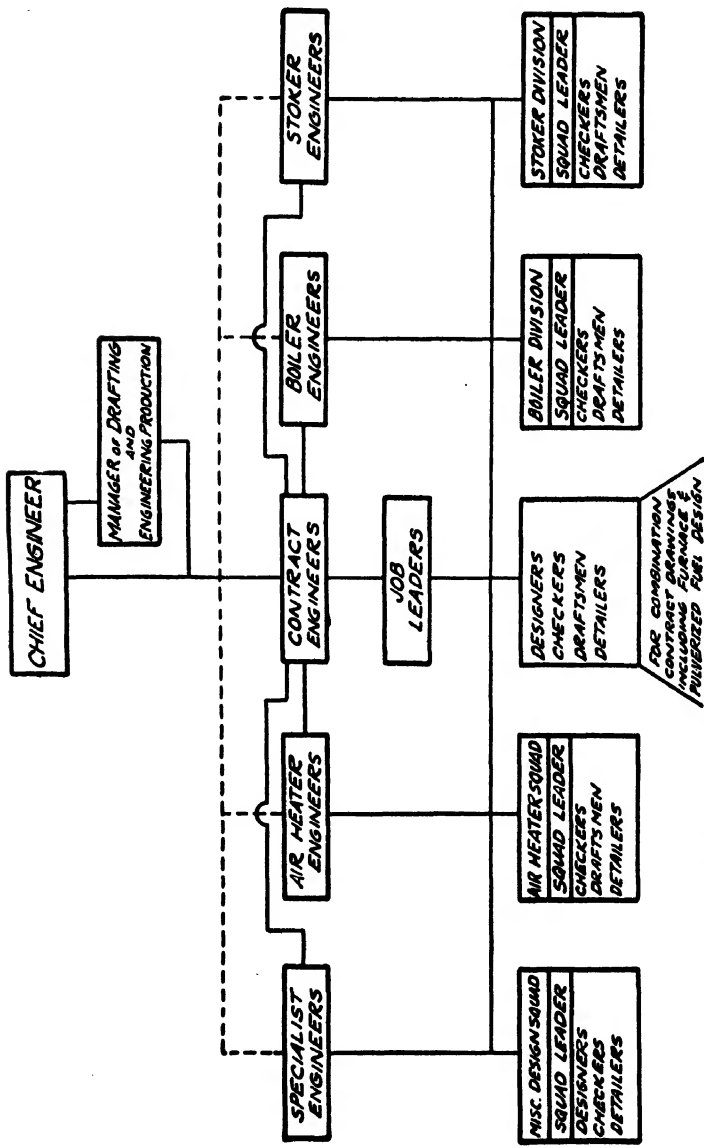 CHIEF ENGINEER
MANAGER OF DRAFTING
AND
ENGINEERING PRODUCTION
SPECIALIST
ENGINEERS
AIR HEATER
ENGINEERS
CONTRACT
ENGINEERS
BOILER
ENGINEERS
STOKER
ENGINEERS
JOB
LEADERS
MISC. DESIGN SQUAD
SQUAD LEADER
DESIGNERS
CHECKERS
DETAILERS
AIR HEATER SQUAD
SQUAD LEADER
CHECKERS
DRAFTSMEN
DETAILERS
DESIGNERS
CHECKERS
DRAFTSMEN
DETAILERS
FOR COMBINATION
CONTRACT DRAWINGS
INCLUDING FURNACE &
PULVERIZED FUEL DESIGN
BOILER DIVISION
SQUAD LEADER
CHECKERS
DRAFTSMEN
DETAILERS
STOKER DIVISION
SQUAD LEADER
CHECKERS
DRAFTSMEN
DETAILERS